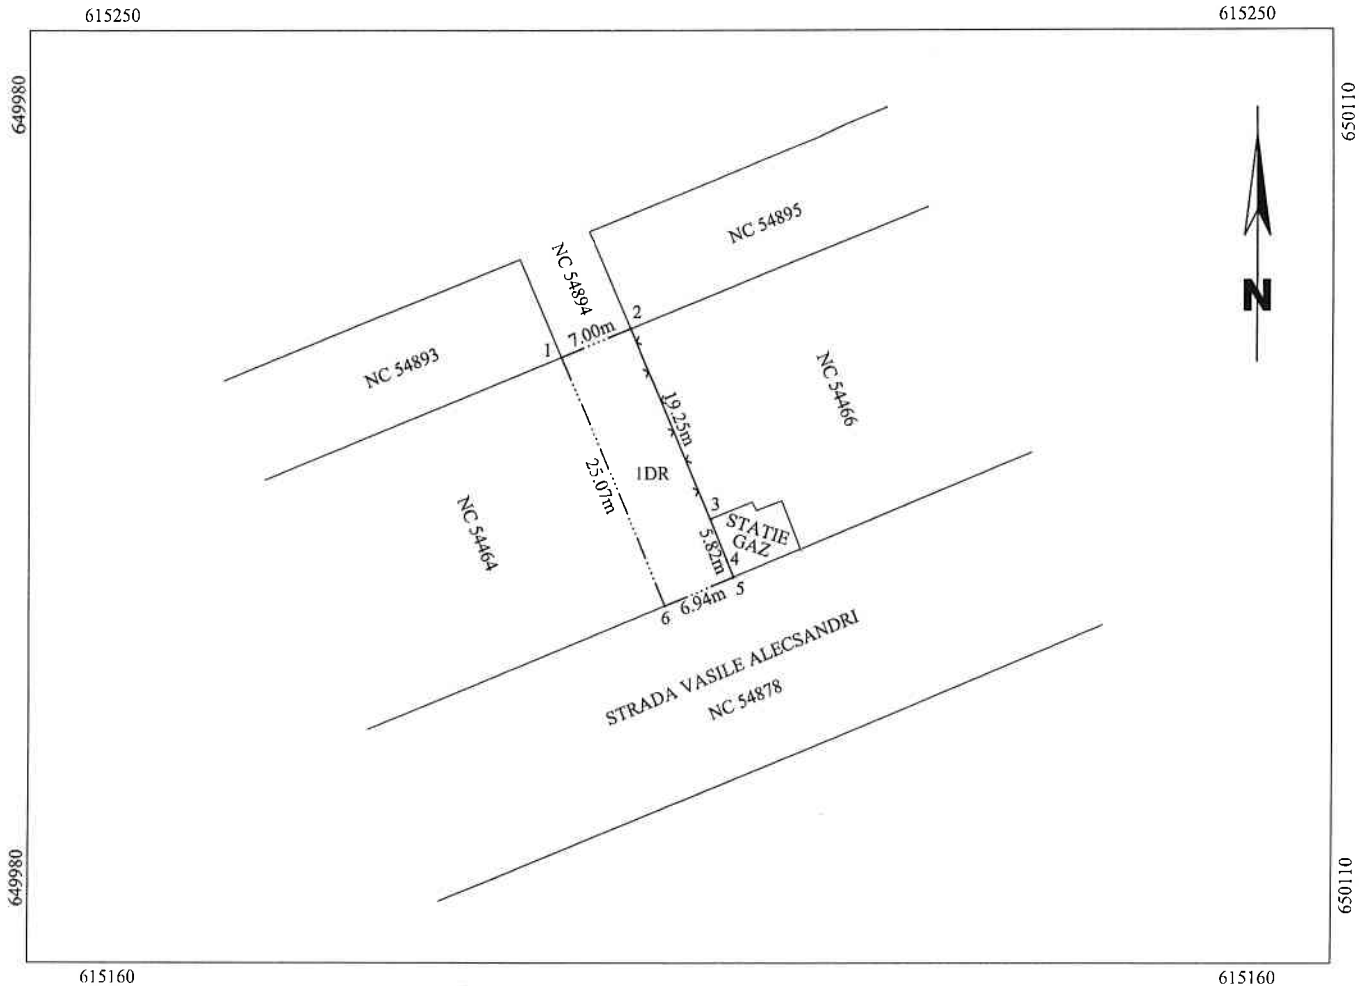 615250
615250
649980
650110
NC 54895
NC 54894
N
2
7.00m
1
NC 54893
NC 54466
19.25m
1DR
25.07m
NC 54464
3
STATIE
GAZ
5.82m
4
5
6.94m
6
STRADA VASILE ALECSANDRI
NC 54878
649980
650110
615160
615160